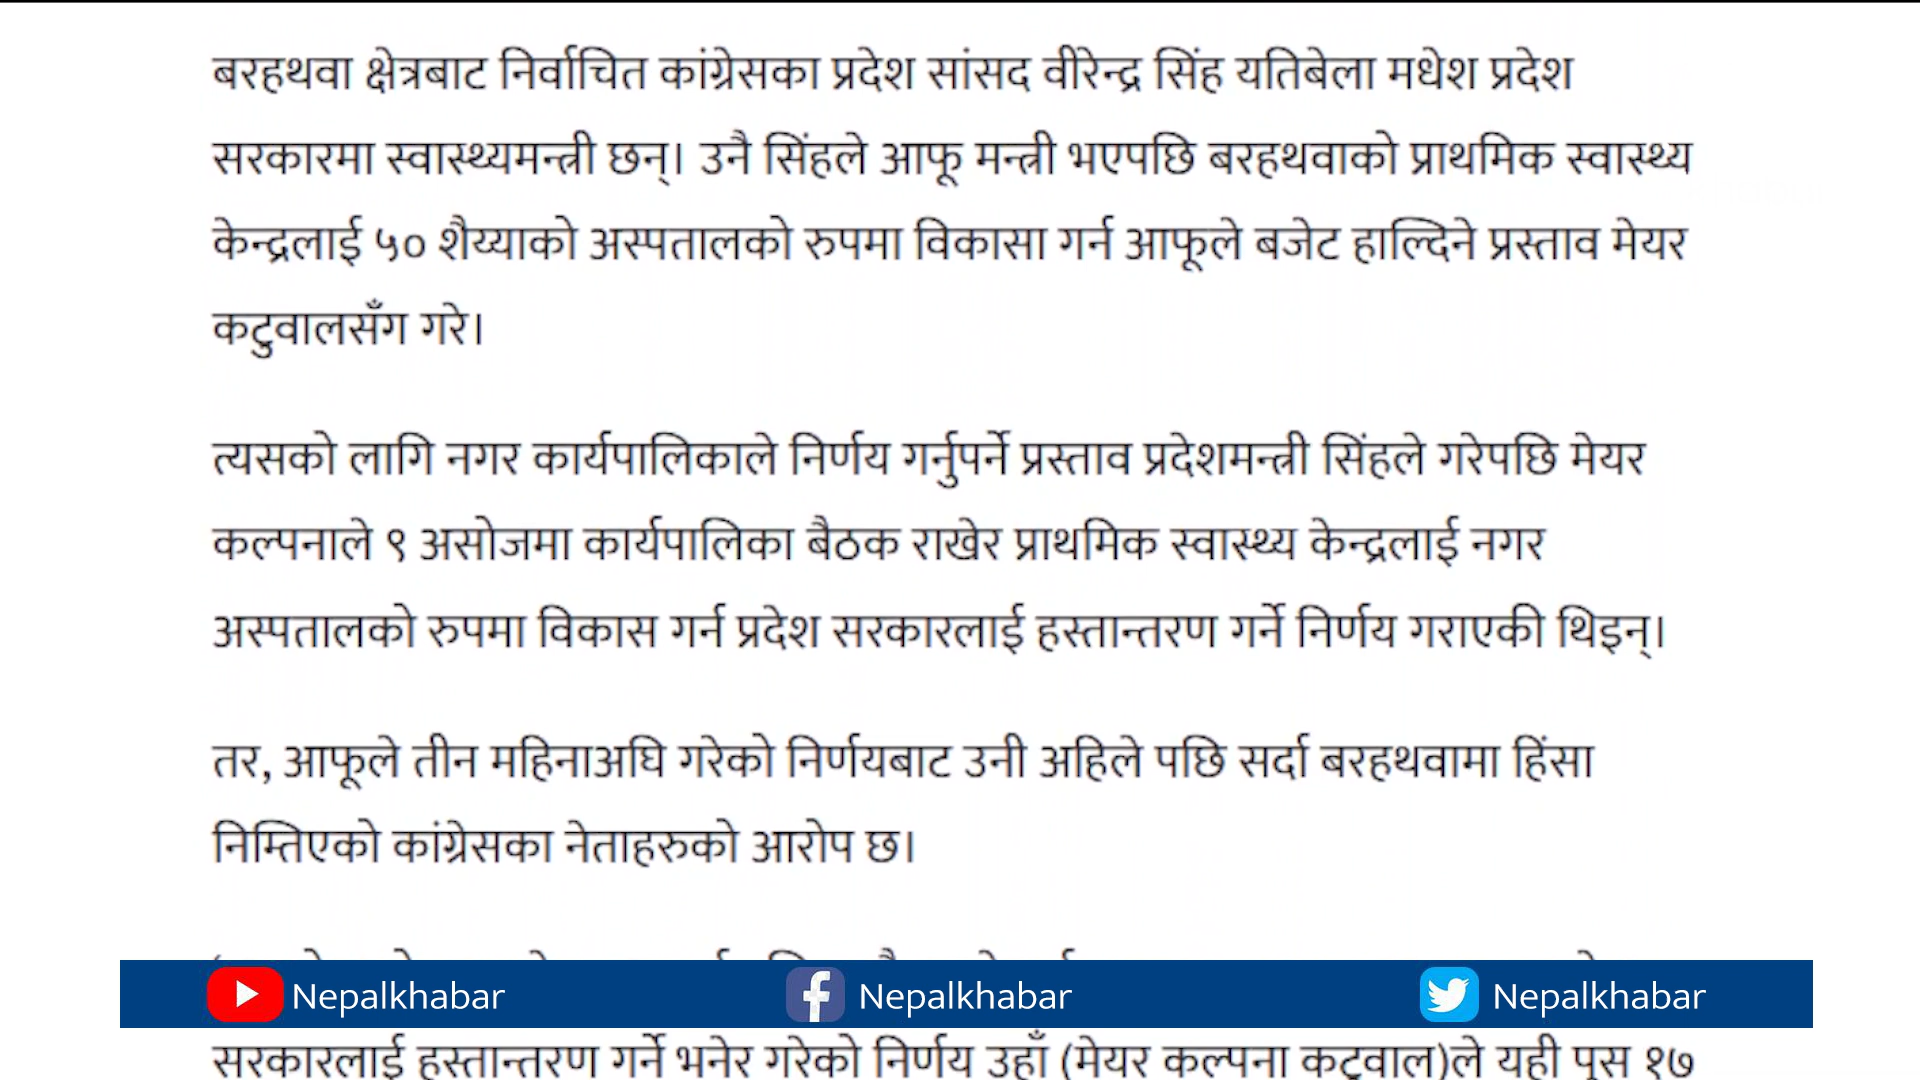 बरहथवा क्षेत्रबाट निर्वाचित कांग्रेसका प्रदेश सांसद वीरेन्द्र सिंह यतिबेला मधेश प्रदेश
सरकारमा स्वास्थ्यमन्त्री छन्। उनै सिंहले आफू मन्त्री भएपछि बरहथवाको प्राथमिक स्वास्थ्य
केन्द्रलाई ५० शैय्याको अस्पतालको रुपमा विकासा गर्न आफूले बजेट हाल्दिने प्रस्ताव मेयर
कटुवालसँग गरे।
त्यसको लागि नगर कार्यपालिकाले निर्णय गर्नुपर्ने प्रस्ताव प्रदेशमन्त्री सिंहले गरेपछि मेयर
कल्पनाले ९ असोजमा कार्यपालिका बैठक राखेर प्राथमिक स्वास्थ्य केन्द्रलाई नगर
अस्पतालको रुपमा विकास गर्न प्रदेश सरकारलाई हस्तान्तरण गर्ने निर्णय गराएकी थिइन्।
तर, आफूले तीन महिनाअघि गरेको निर्णयबाट उनी अहिले पछि सर्दा बरहथवामा हिंसा
निम्तिएको कांग्रेसका नेताहरुको आरोप छ।
Nepalkhabar Nepalkhabar Nepalkhabar
सरकारलाई हस्तान्तरण गर्ने भनेर गरेको निर्णय उहाँ (मेयर कल्पना कटुवाल)ले यही पुस १७